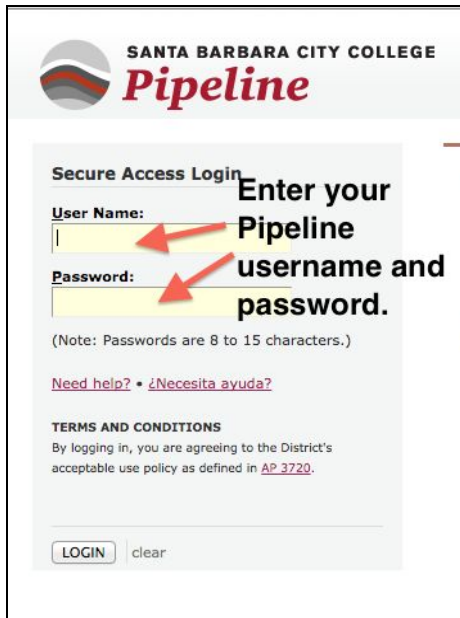 SANTA BARBARA CITY COLLEGE
Pipeline
Secure Access Login
Enter your
Pipeline
username and
password.
User Name:
Password:
(Note: Passwords are 8 to 15 characters.)
Need help? • ¿Necesita ayuda?
TERMS AND CONDITIONS
By logging in, you are agreeing to the District's
acceptable use policy as defined in AP 3720.
LOGIN clear